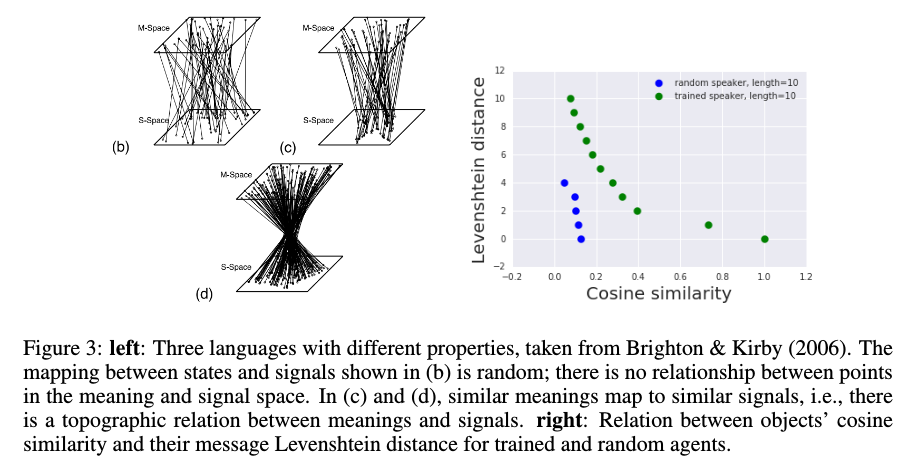 M-Space
S-Space
(b)
M-Space
S-Space
(c)
M-Space
S-Space
(d)
Levenshtein distance
12
10
8
6
4
2
0
−2
random speaker, length=10
trained speaker, length=10
−0.2 0.0 0.2 0.4 0.6 0.8 1.0 1.2
Cosine similarity
Figure 3: left: Three languages with different properties, taken from Brighton & Kirby (2006). The
mapping between states and signals shown in (b) is random; there is no relationship between points
in the meaning and signal space. In (c) and (d), similar meanings map to similar signals, i.e., there
is a topographic relation between meanings and signals. right: Relation between objects' cosine
similarity and their message Levenshtein distance for trained and random agents.